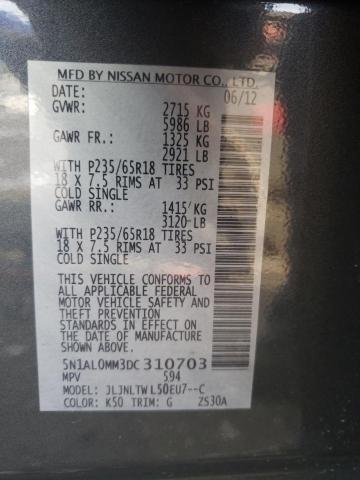 MFD BY NISSAN MOTOR CO., LTD.
DATE: 06/12
GVWR: 2715 KG
5986 LB
GAWR FR.: 1325 KG
2921 LB
WITH P235/65R18 TIRES
18 X 7.5 RIMS AT 33 PSI
COLD SINGLE
GAWR RR.: 1415 KG
3120 LB
WITH P235/65R18 TIRES
18 X 7.5 RIMS AT 33 PSI
COLD SINGLE
THIS VEHICLE CONFORMS TO
ALL APPLICABLE FEDERAL
MOTOR VEHICLE SAFETY AND
THEFT PREVENTION
STANDARDS IN EFFECT ON
THE DATE OF MANUFACTURE
SHOWN ABOVE.
5N1AL0MM3DC310703
MPV 594
MODEL: JLJNLTW L50EU7--C
COLOR: K50 TRIM: G ZS30A